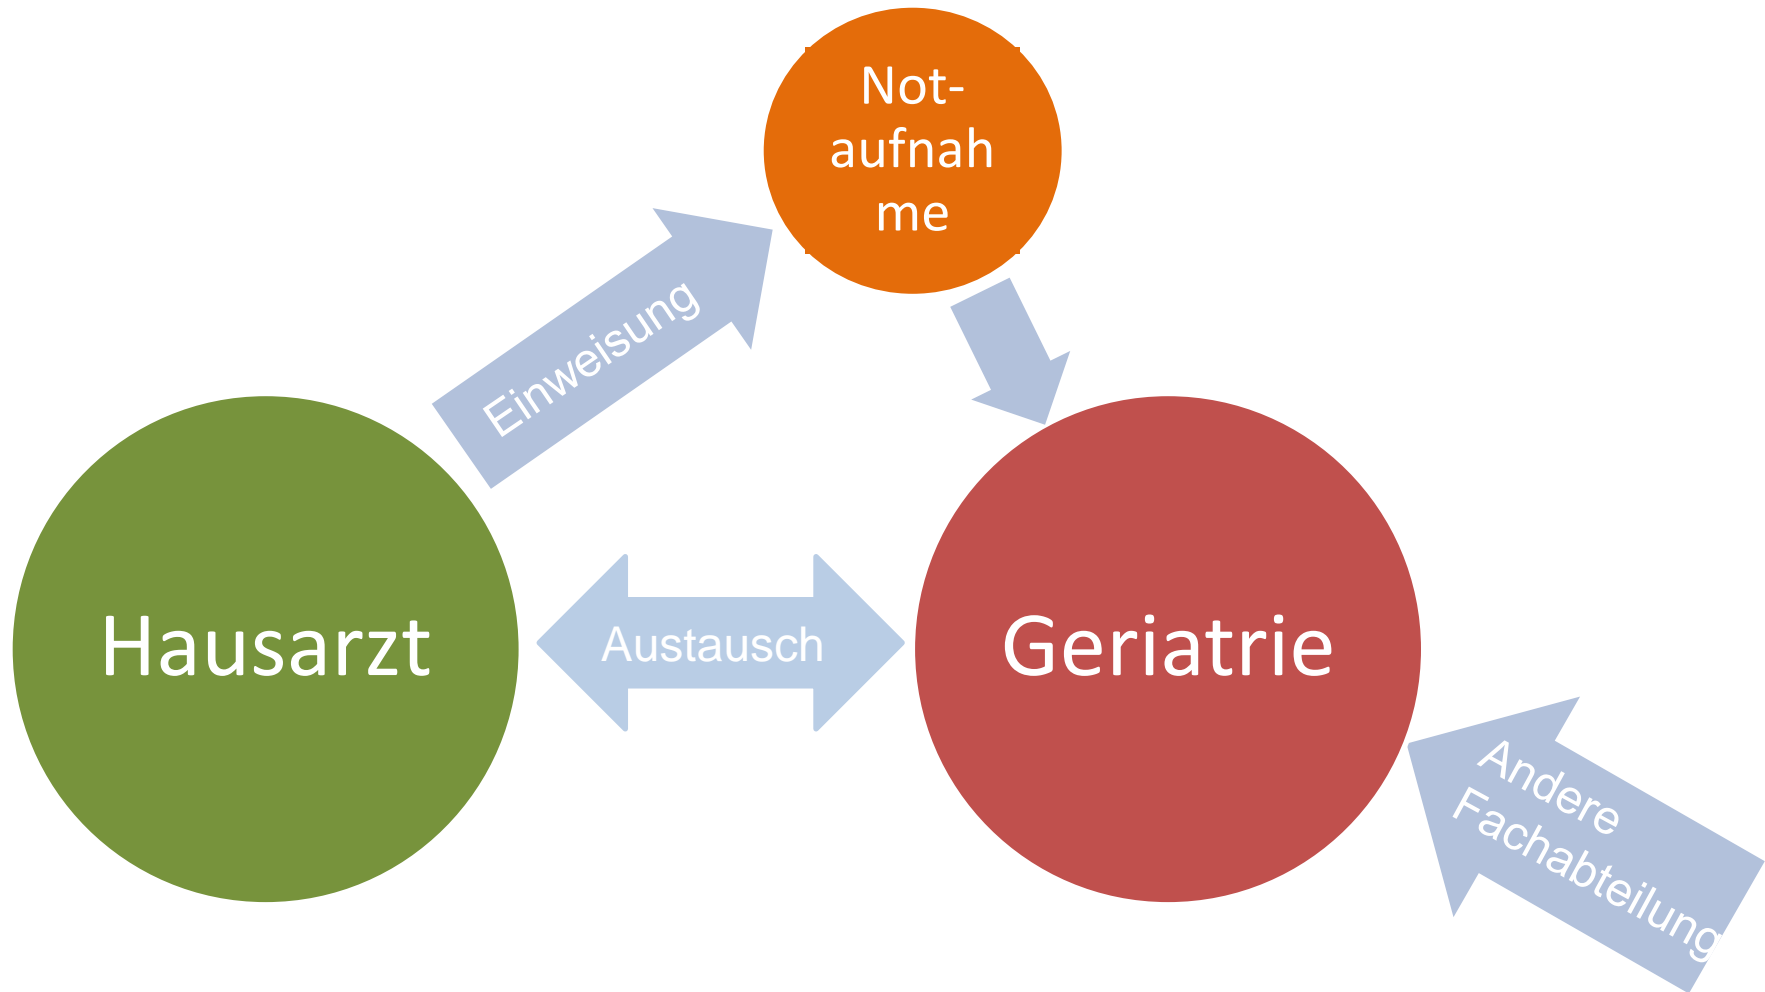 Not-
aufnah
me
Einweisung
Hausarzt
Austausch
Geriatrie
Andere
Fachabteilung